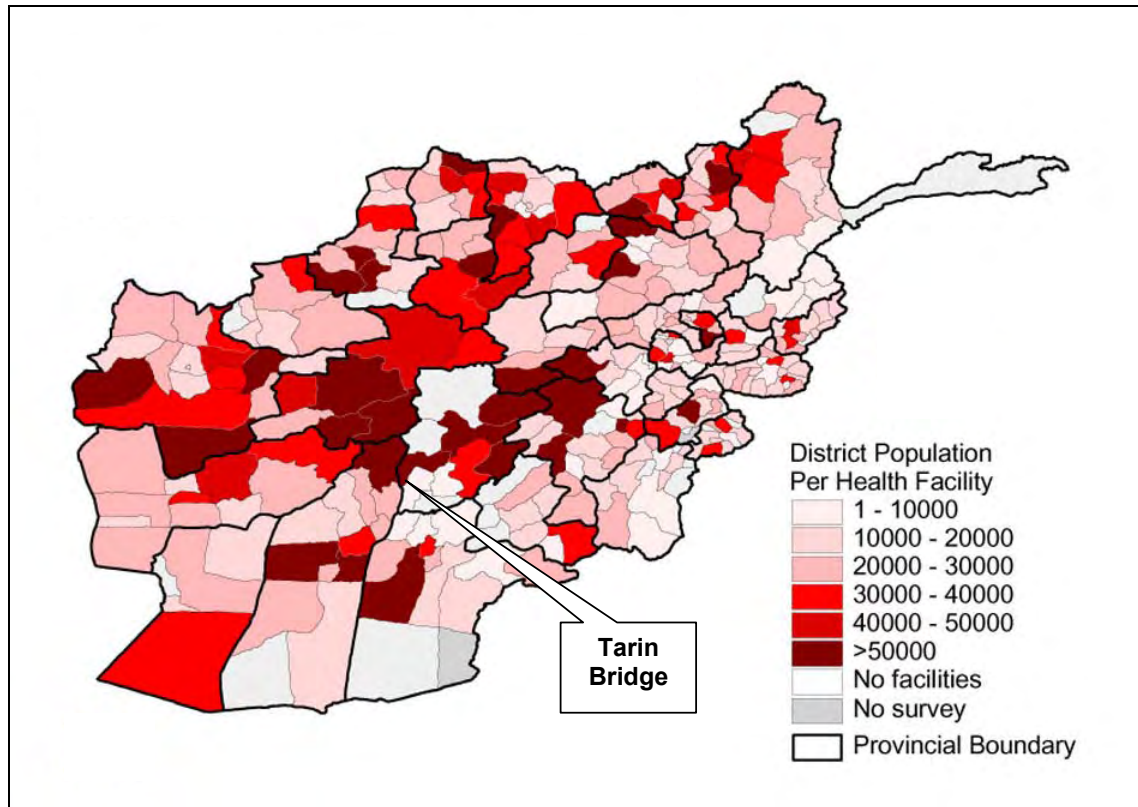 District Population
Per Health Facility
1 - 10000
10000 - 20000
20000 - 30000
30000 - 40000
40000 - 50000
>50000
No facilities
No survey
Provincial Boundary
Tarin
Bridge